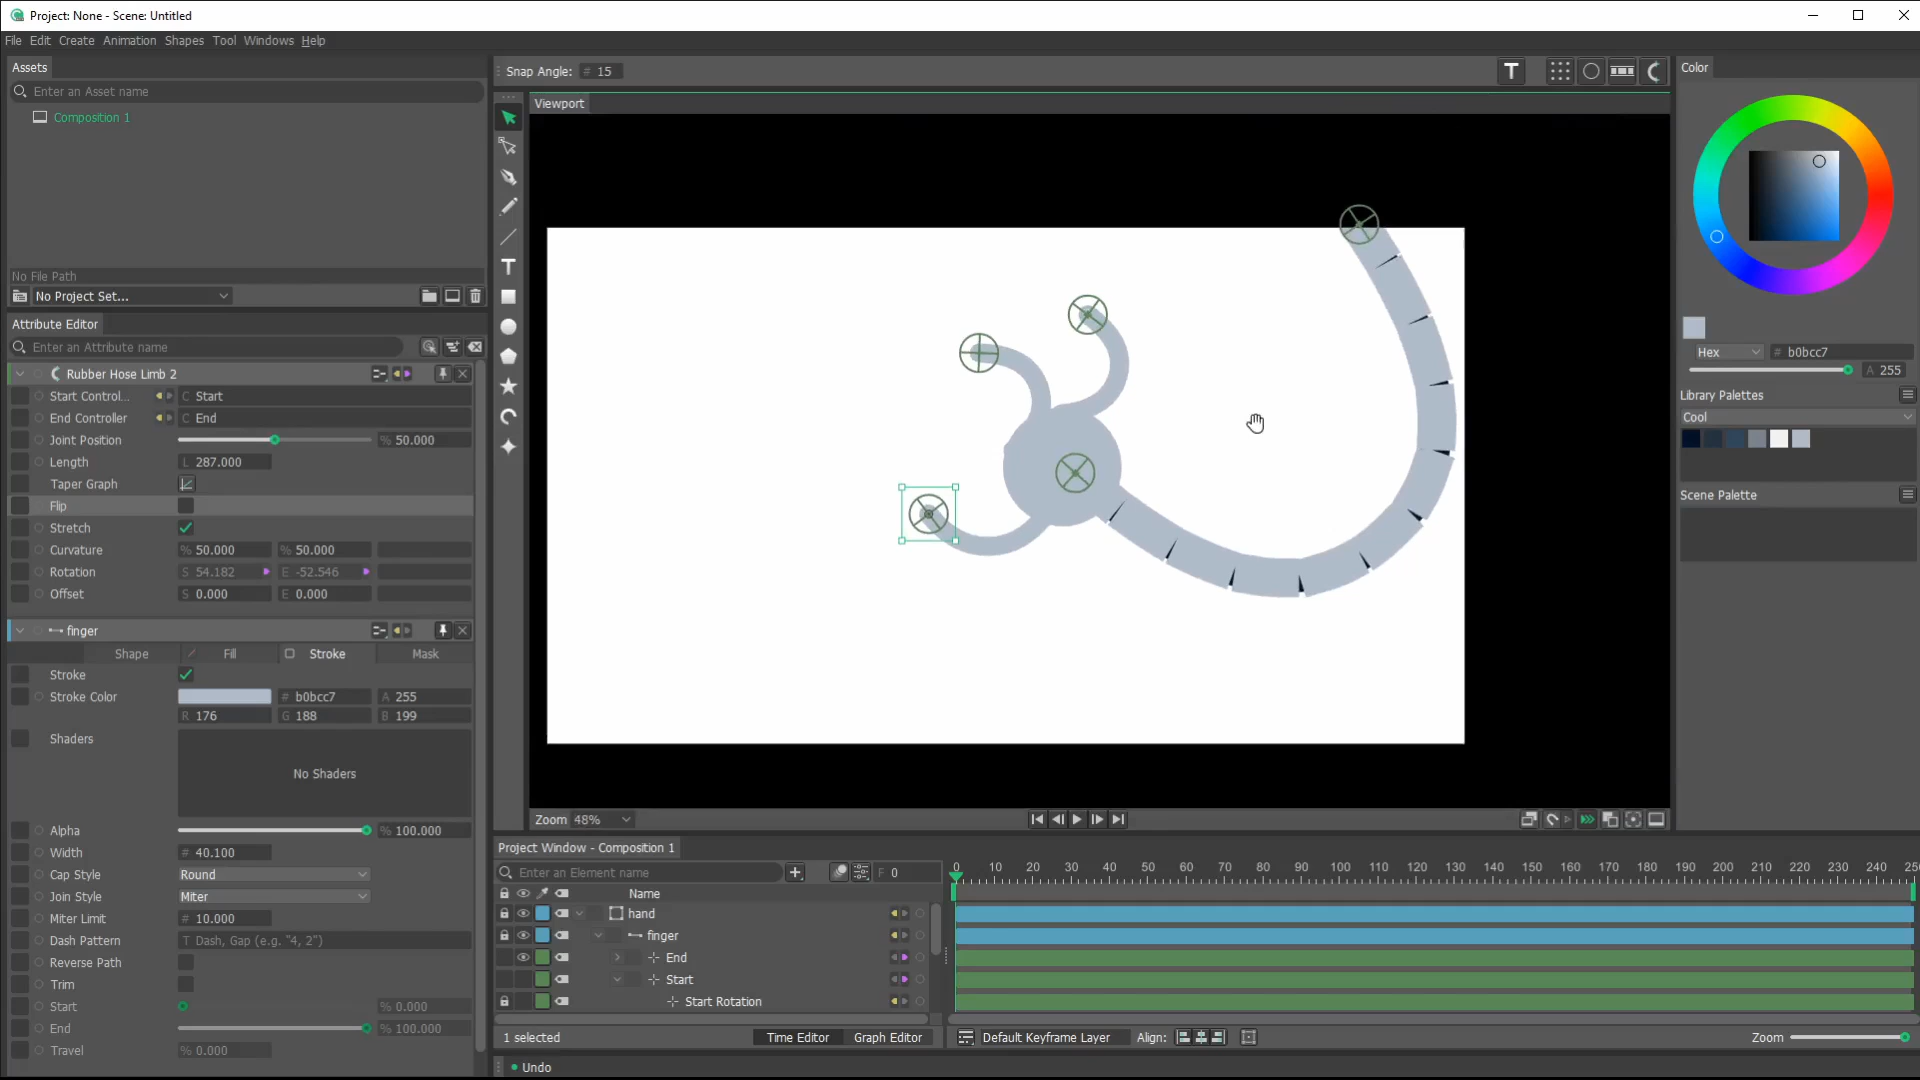 Project: None - Scene: Untitled
File Edit Create Animation Shapes Tool Windows Help
Assets
Enter an Asset name
Composition 1
No File Path
No Project Set...
Attribute Editor
Enter an Attribute name
Rubber Hose Limb 2
Start Control... C Start
End Controller C End
Joint Position % 50.000
Length L 287.000
Taper Graph
Flip
Stretch
Curvature % 50.000 % 50.000
Rotation S 54.182 E -52.546
Offset S 0.000 E 0.000
finger
Shape Fill Stroke Mask
Stroke
Stroke Color # b0bcc7 A 255
R 176 G 188 B 199
Shaders
No Shaders
Alpha % 100.000
Width # 40.100
Cap Style Round
Join Style Miter
Miter Limit # 10.000
Dash Pattern T Dash, Gap (e.g. "4, 2")
Reverse Path
Trim
Start % 0.000
End % 100.000
Travel % 0.000
Snap Angle: # 15
Viewport
Zoom 48%
Project Window - Composition 1
Enter an Element name F 0
Name
hand
finger
End
Start
Start Rotation
0 10 20 30 40 50 60 70 80 90 100 110 120 130 140 150 160 170 180 190 200 210 220 230 240 250
1 selected Time Editor Graph Editor Default Keyframe Layer Align: Zoom
Undo
Color
Hex # b0bcc7
A 255
Library Palettes
Cool
Scene Palette